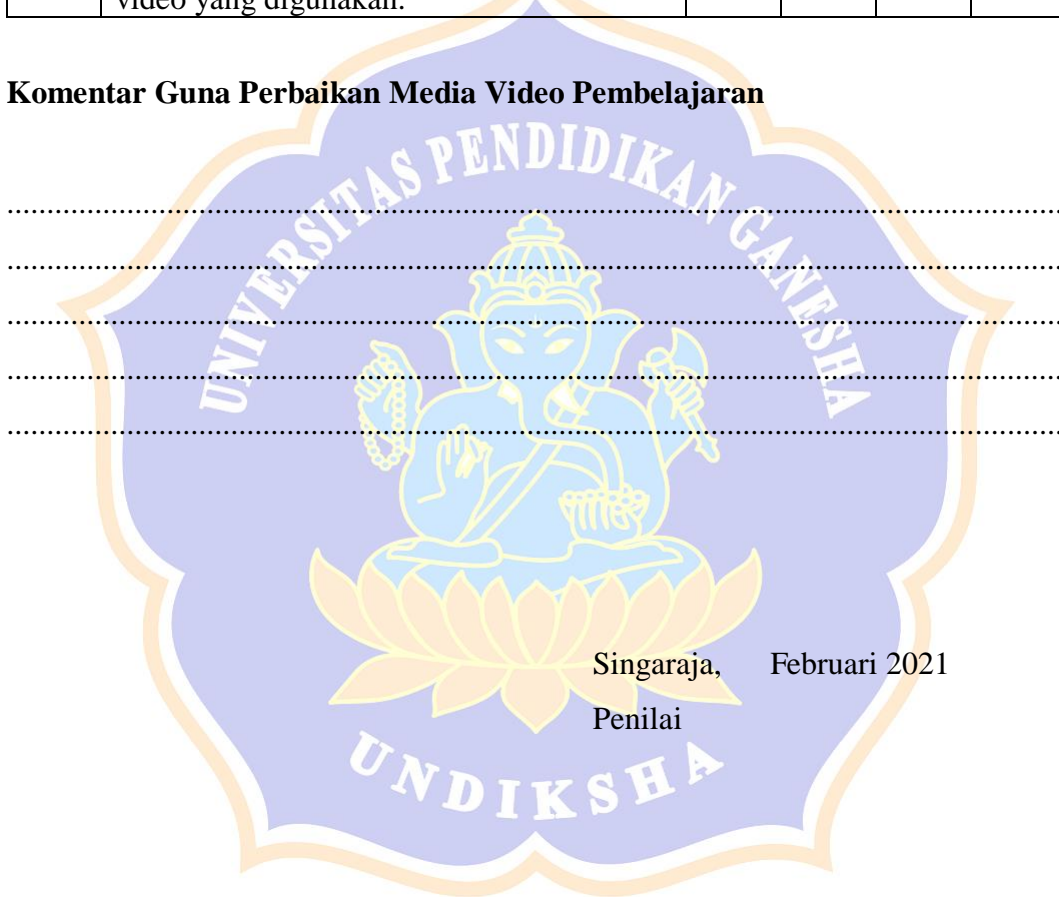 video yang digunakan.
Komentar Guna Perbaikan Media Video Pembelajaran
UNIVERSITAS PENDIDIKAN GANESHA
................................................................................................................................
................................................................................................................................
................................................................................................................................
................................................................................................................................
................................................................................................................................
Singaraja, Februari 2021
Penilai
UNDIKSHA